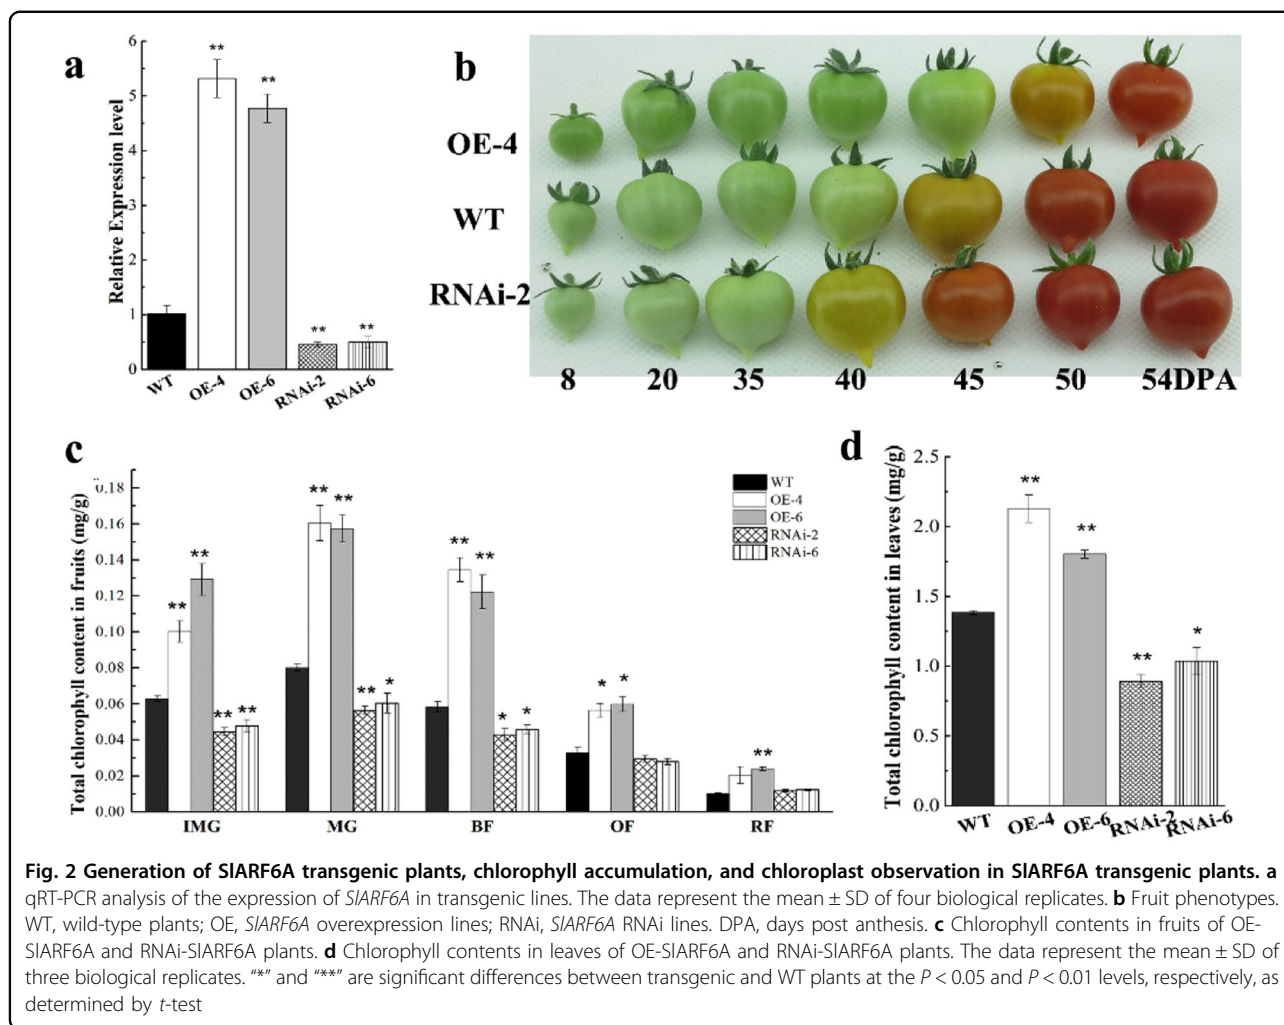 a
Relative Expression level
6
5
4
3
2
1
0
** ** ** **
WT OE-4 OE-6 RNAi-2 RNAi-6
b
OE-4
WT
RNAi-2
8 20 35 40 45 50 54DPA
c
Total chlorophyll content in fruits (mg/g)
0.18
0.16
0.14
0.12
0.10
0.08
0.06
0.04
0.02
0.00
** ** ** **
** ** ** *
** ** * *
* *
**
IMG MG BF OF RF
WT
OE-4
OE-6
RNAi-2
RNAi-6
d
Total chlorophyll content in leaves (mg/g)
2.5
2.0
1.5
1.0
0.5
0.0
** ** ** *
WT OE-4 OE-6 RNAi-2 RNAi-6
Fig. 2 Generation of SlARF6A transgenic plants, chlorophyll accumulation, and chloroplast observation in SlARF6A transgenic plants. a
qRT-PCR analysis of the expression of SlARF6A in transgenic lines. The data represent the mean ± SD of four biological replicates. b Fruit phenotypes.
WT, wild-type plants; OE, SlARF6A overexpression lines; RNAi, SlARF6A RNAi lines. DPA, days post anthesis. c Chlorophyll contents in fruits of OE-
SlARF6A and RNAi-SlARF6A plants. d Chlorophyll contents in leaves of OE-SlARF6A and RNAi-SlARF6A plants. The data represent the mean ± SD of
three biological replicates. “*” and “**” are significant differences between transgenic and WT plants at the P < 0.05 and P < 0.01 levels, respectively, as
determined by t-test